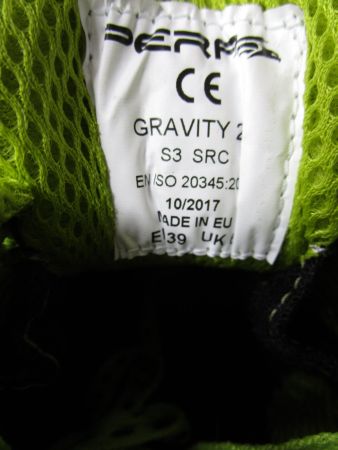 CE
GRAVITY 2
S3 SRC
EN ISO 20345:20
10/2017
MADE IN EU
39 UK